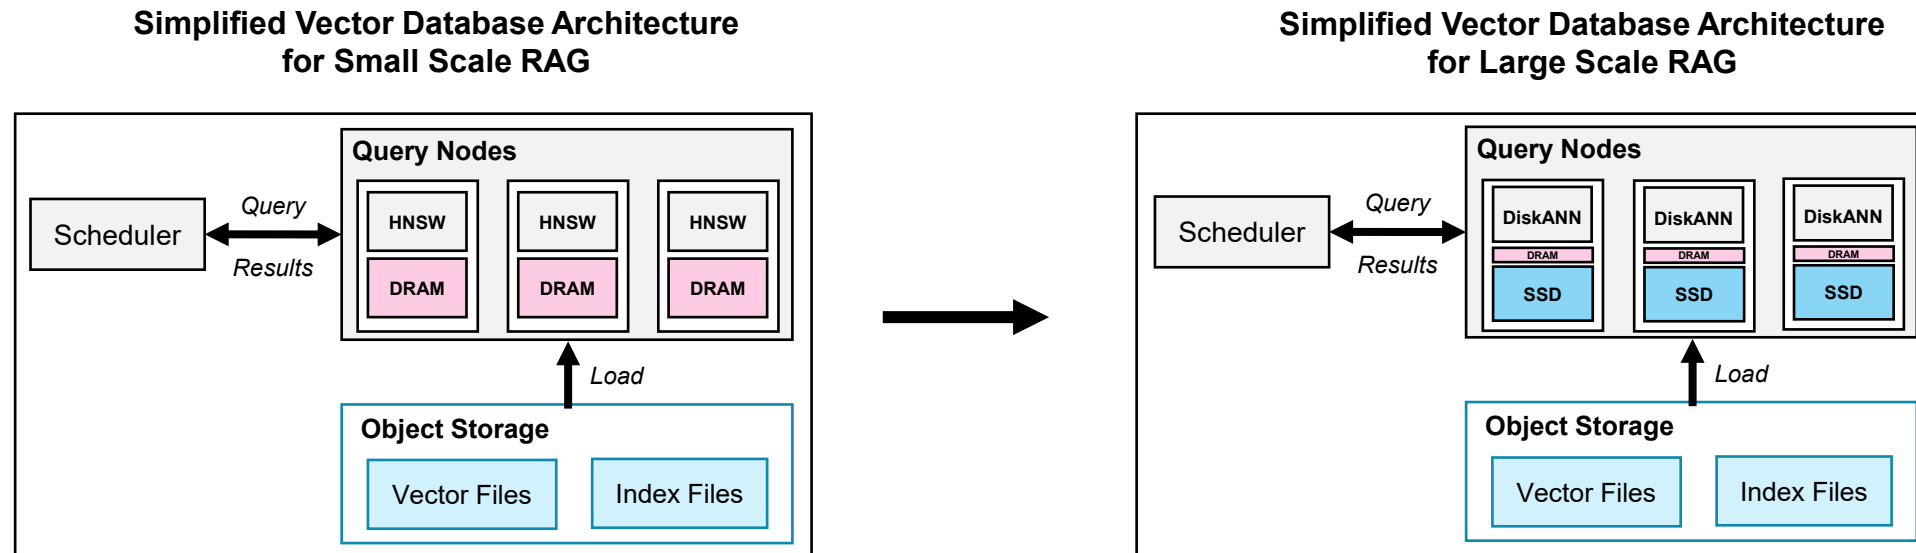 Simplified Vector Database Architecture
for Small Scale RAG
Query Nodes
HNSW
HNSW
HNSW
DRAM
DRAM
DRAM
Scheduler
Query
Results
Load
Object Storage
Vector Files
Index Files
Simplified Vector Database Architecture
for Large Scale RAG
Query Nodes
DiskANN
DiskANN
DiskANN
DRAM
DRAM
DRAM
SSD
SSD
SSD
Scheduler
Query
Results
Load
Object Storage
Vector Files
Index Files